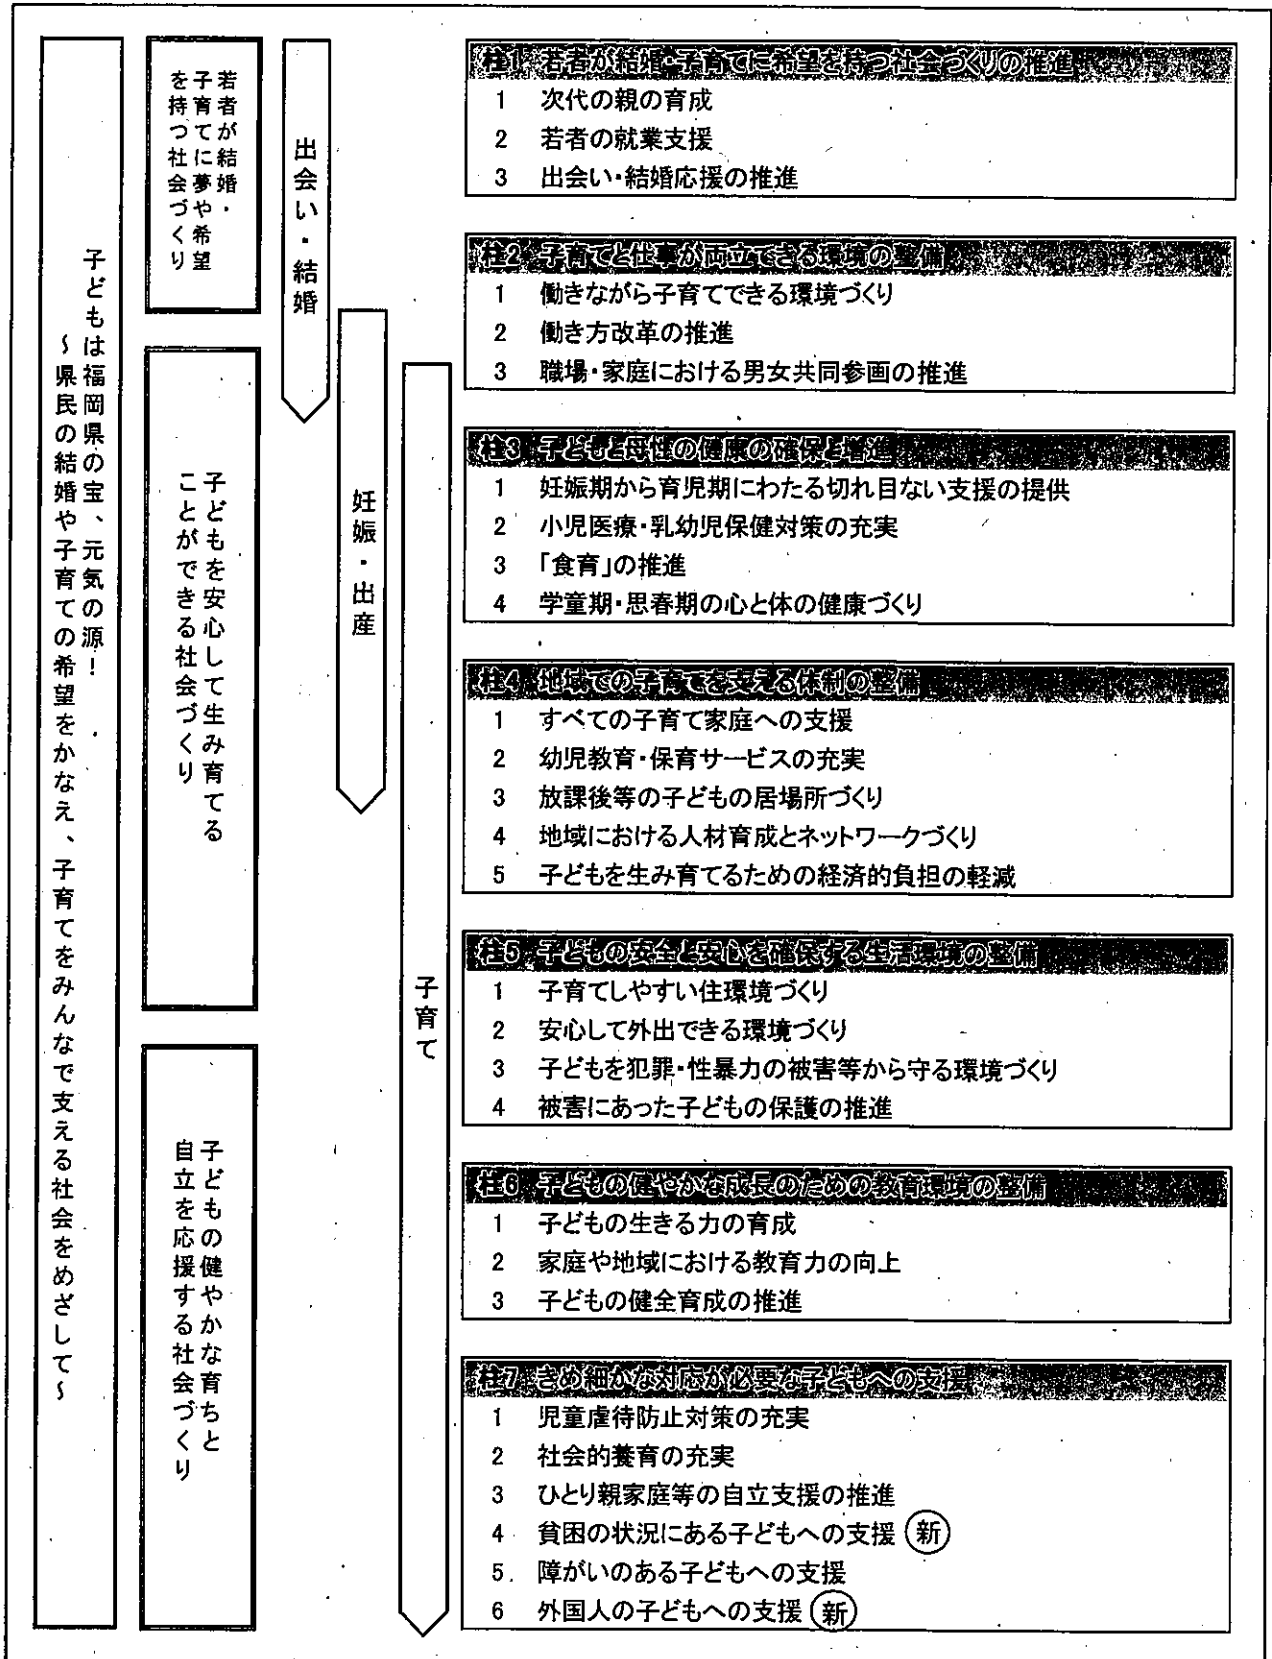 子どもは福岡県の宝、元気の源！
～県民の結婚や子育ての希望をかなえ、子育てをみんなで支える社会をめざして～
若者が結婚・
子育てに夢や希望
を持つ社会づくり
子どもを安心して生み育てる
ことができる社会づくり
子どもの健やかな育ちと
自立を応援する社会づくり
出会い・結婚
妊娠・出産
子育て
柱1 若者が結婚・子育てに希望を持つ社会づくりの推進
1 次代の親の育成
2 若者の就業支援
3 出会い・結婚応援の推進
柱2 子育てと仕事が両立できる環境の整備
1 働きながら子育てできる環境づくり
2 働き方改革の推進
3 職場・家庭における男女共同参画の推進
柱3 子どもと母性の健康の確保と増進
1 妊娠期から育児期にわたる切れ目ない支援の提供
2 小児医療・乳幼児保健対策の充実
3 「食育」の推進
4 学童期・思春期の心と体の健康づくり
柱4 地域での子育てを支える体制の整備
1 すべての子育て家庭への支援
2 幼児教育・保育サービスの充実
3 放課後等の子どもの居場所づくり
4 地域における人材育成とネットワークづくり
5 子どもを生み育てるための経済的負担の軽減
柱5 子どもの安全と安心を確保する生活環境の整備
1 子育てしやすい住環境づくり
2 安心して外出できる環境づくり
3 子どもを犯罪・性暴力の被害等から守る環境づくり
4 被害にあった子どもの保護の推進
柱6 子どもの健やかな成長のための教育環境の整備
1 子どもの生きる力の育成
2 家庭や地域における教育力の向上
3 子どもの健全育成の推進
柱7 きめ細かな対応が必要な子どもへの支援
1 児童虐待防止対策の充実
2 社会的養育の充実
3 ひとり親家庭等の自立支援の推進
4 貧困の状況にある子どもへの支援 新
5 障がいのある子どもへの支援
6 外国人の子どもへの支援 新